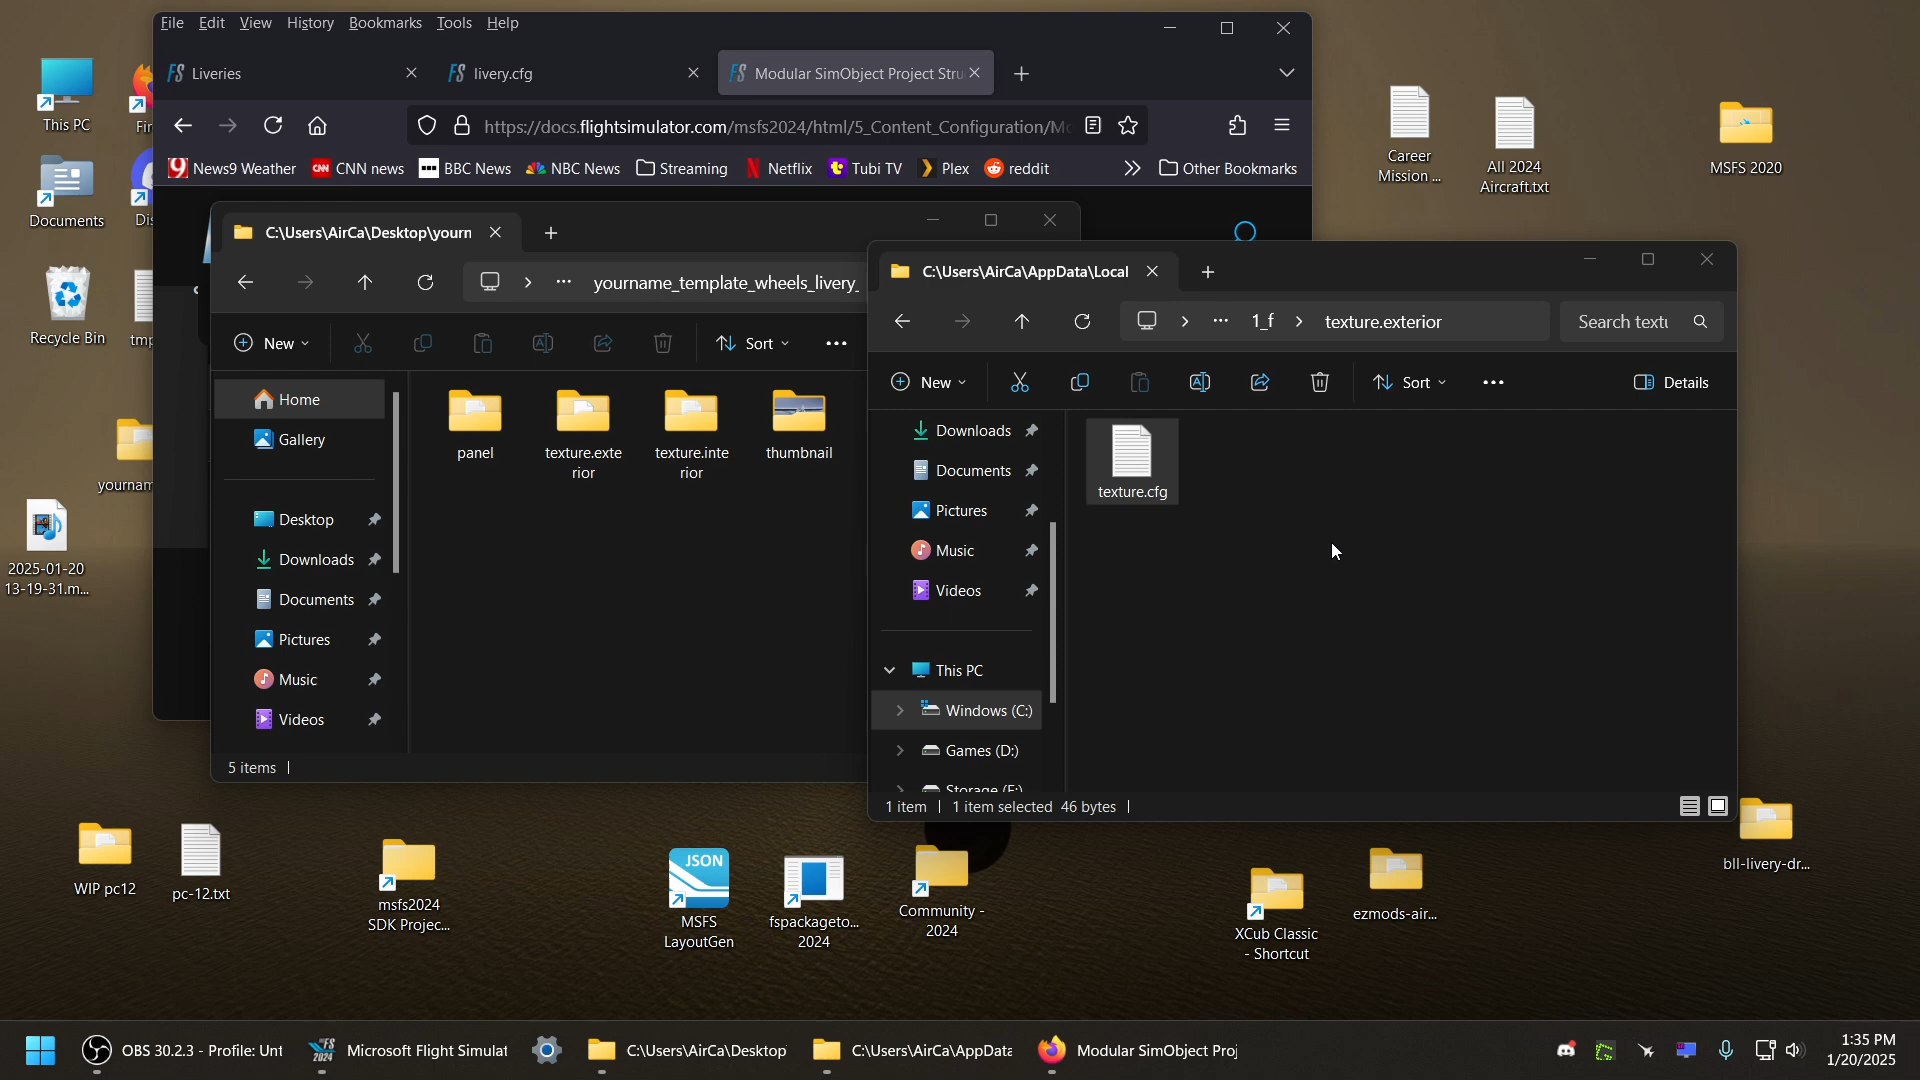 File Edit View History Bookmarks Tools Help
Liveries
livery.cfg
Modular SimObject Project Stru
https://docs.flightsimulator.com/msfs2024/html/5_Content_Configuration/Mo
News9 Weather
CNN news
BBC News
NBC News
Streaming
Netflix
Tubi TV
Plex
reddit
Other Bookmarks
This PC
Documents
Recycle Bin
Fir
Dis
tmp
yournam
2025-01-20
13-19-31.m...
Career
Mission ...
All 2024
Aircraft.txt
MSFS 2020
C:\Users\AirCa\Desktop\yourn
yourname_template_wheels_livery_
New
Sort
Home
Gallery
Desktop
Downloads
Documents
Pictures
Music
Videos
panel
texture.exte
rior
texture.inte
rior
thumbnail
5 items
C:\Users\AirCa\AppData\Local
1_f
texture.exterior
Search textu
New
Sort
Details
Downloads
Documents
Pictures
Music
Videos
This PC
Windows (C:)
Games (D:)
Storage (E:)
texture.cfg
1 item
1 item selected 46 bytes
WIP pc12
pc-12.txt
msfs2024
SDK Projec...
JSON
MSFS
LayoutGen
fspackageto...
2024
Community -
2024
XCub Classic
- Shortcut
ezmods-air...
bll-livery-dr...
OBS 30.2.3 - Profile: Unt
FS
2024
Microsoft Flight Simulat
C:\Users\AirCa\Desktop
C:\Users\AirCa\AppData
Modular SimObject Proj
1:35 PM
1/20/2025